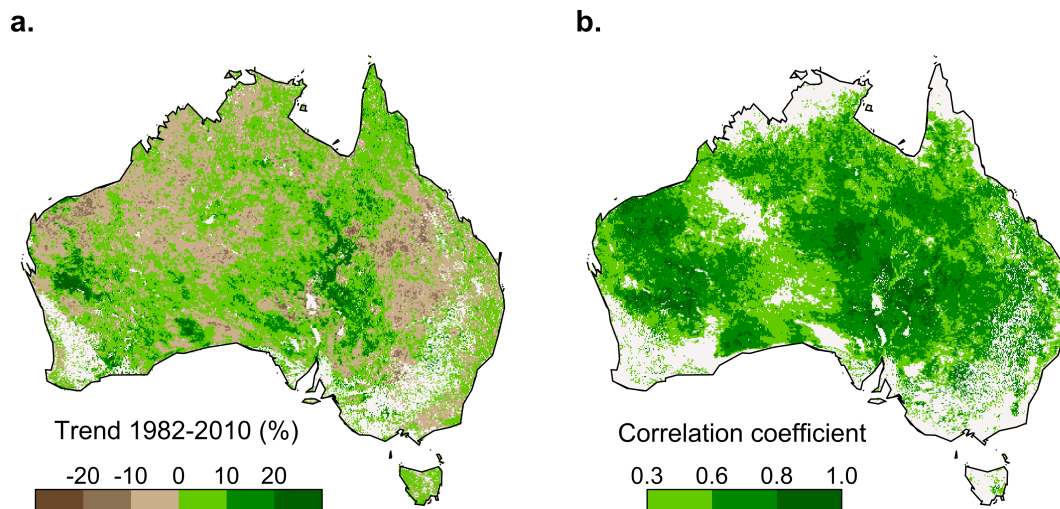 a.
b.
Trend 1982-2010 (%)
-20 -10 0 10 20
Correlation coefficient
0.3 0.6 0.8 1.0